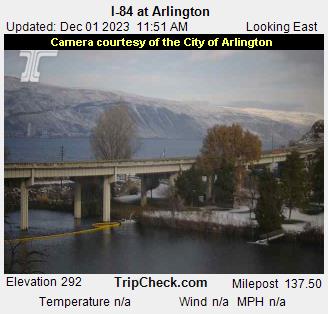 I-84 at Arlington
Updated: Dec 01 2023 11:51 AM Looking East
Camera courtesy of the City of Arlington
Elevation 292 TripCheck.com Milepost 137.50
Temperature n/a Wind n/a MPH n/a